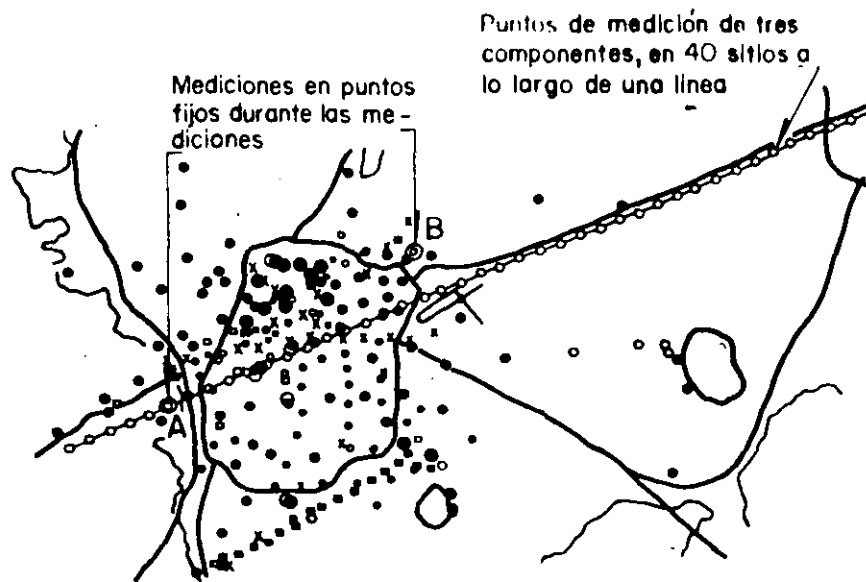 Puntos de medición de tres
componentes, en 40 sitios a
lo largo de una línea
Mediciones en puntos
fijos durante las me-
diciones
B
A